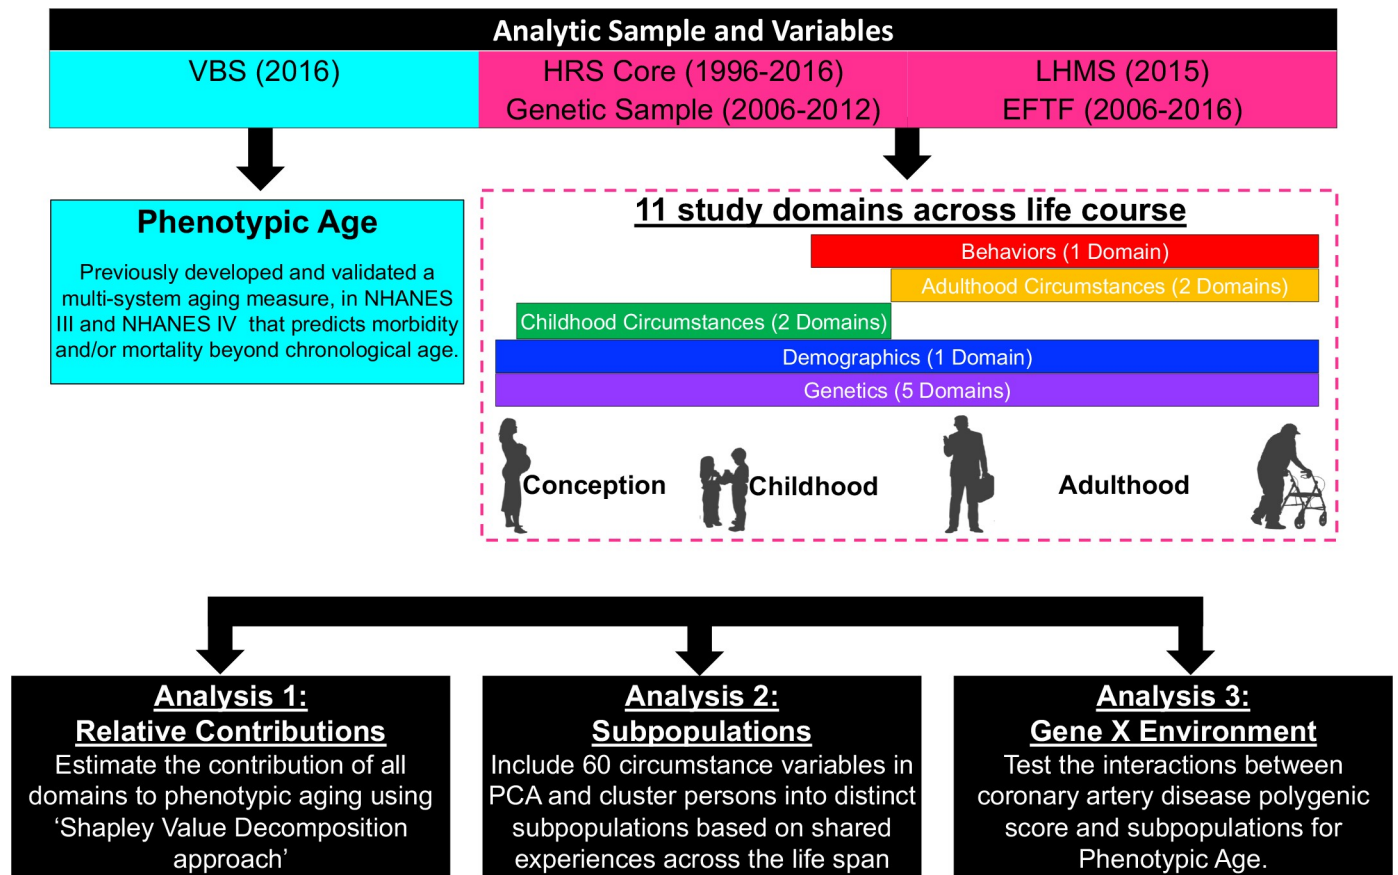 Analytic Sample and Variables
VBS (2016)
HRS Core (1996-2016)
Genetic Sample (2006-2012)
LHMS (2015)
EFTF (2006-2016)
Phenotypic Age
Previously developed and validated a
multi-system aging measure, in NHANES
III and NHANES IV that predicts morbidity
and/or mortality beyond chronological age.
11 study domains across life course
Behaviors (1 Domain)
Adulthood Circumstances (2 Domains)
Childhood Circumstances (2 Domains)
Demographics (1 Domain)
Genetics (5 Domains)
Conception
Childhood
Adulthood
Analysis 1:
Relative Contributions
Estimate the contribution of all
domains to phenotypic aging using
‘Shapley Value Decomposition
approach’
Analysis 2:
Subpopulations
Include 60 circumstance variables in
PCA and cluster persons into distinct
subpopulations based on shared
experiences across the life span
Analysis 3:
Gene X Environment
Test the interactions between
coronary artery disease polygenic
score and subpopulations for
Phenotypic Age.